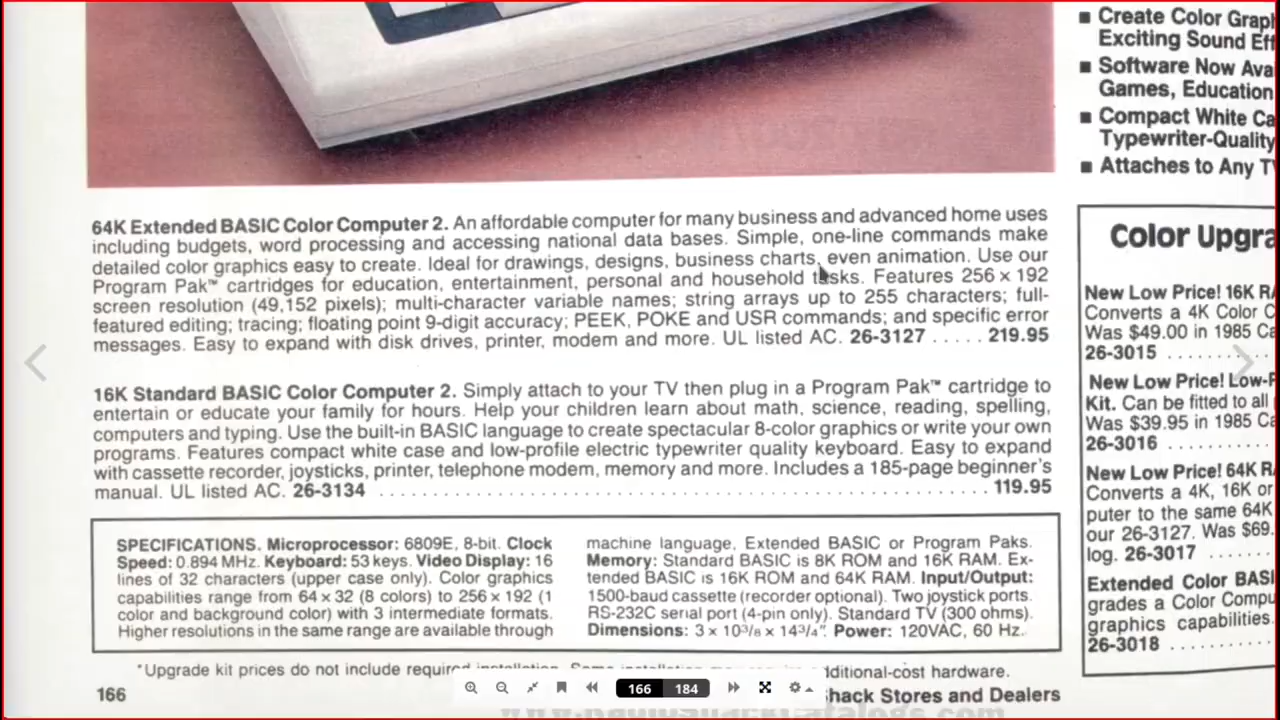 64K Extended BASIC Color Computer 2. An affordable computer for many business and advanced home uses
including budgets, word processing and accessing national data bases. Simple, one-line commands make
detailed color graphics easy to create. Ideal for drawings, designs, business charts, even animation. Use our
Program Pak™ cartridges for education, entertainment, personal and household tasks. Features 256 × 192
screen resolution (49,152 pixels); multi-character variable names; string arrays up to 255 characters; full-
featured editing; tracing; floating point 9-digit accuracy; PEEK, POKE and USR commands; and specific error
messages. Easy to expand with disk drives, printer, modem and more. UL listed AC. 26-3127 ..... 219.95
16K Standard BASIC Color Computer 2. Simply attach to your TV then plug in a Program Pak™ cartridge to
entertain or educate your family for hours. Help your children learn about math, science, reading, spelling,
computers and typing. Use the built-in BASIC language to create spectacular 8-color graphics or write your own
programs. Features compact white case and low-profile electric typewriter quality keyboard. Easy to expand
with cassette recorder, joysticks, printer, telephone modem, memory and more. Includes a 185-page beginner's
manual. UL listed AC. 26-3134 ........ 119.95
SPECIFICATIONS. Microprocessor: 6809E, 8-bit. Clock
Speed: 0.894 MHz. Keyboard: 53 keys. Video Display: 16
lines of 32 characters (upper case only). Color graphics
capabilities range from 64 × 32 (8 colors) to 256 × 192 (1
color and background color) with 3 intermediate formats.
Higher resolutions in the same range are available through
machine language, Extended BASIC or Program Paks.
Memory: Standard BASIC is 8K ROM and 16K RAM. Ex-
tended BASIC is 16K ROM and 64K RAM. Input/Output:
1500-baud cassette (recorder optional). Two joystick ports.
RS-232C serial port (4-pin only). Standard TV (300 ohms).
Dimensions: 3 × 10³/₈ × 14³/₄". Power: 120VAC, 60 Hz.
*Upgrade kit prices do not include required
dditional-cost hardware.
166
hack Stores and Dealers
166 184
■ Create Color Grap
Exciting Sound Eff
■ Software Now Ava
Games, Education
■ Compact White Ca
Typewriter-Quality
■ Attaches to Any T
Color Upgra
New Low Price! 16K RA
Converts a 4K Color C
Was $49.00 in 1985 Ca
26-3015 ........
New Low Price! Low-P
Kit. Can be fitted to all
Was $39.95 in 1985 Ca
26-3016 ........
New Low Price! 64K R
Converts a 4K, 16K or
puter to the same 64K
our 26-3127. Was $69.
log. 26-3017 .......
Extended Color BASI
grades a Color Compu
graphics capabilities.
26-3018 ........